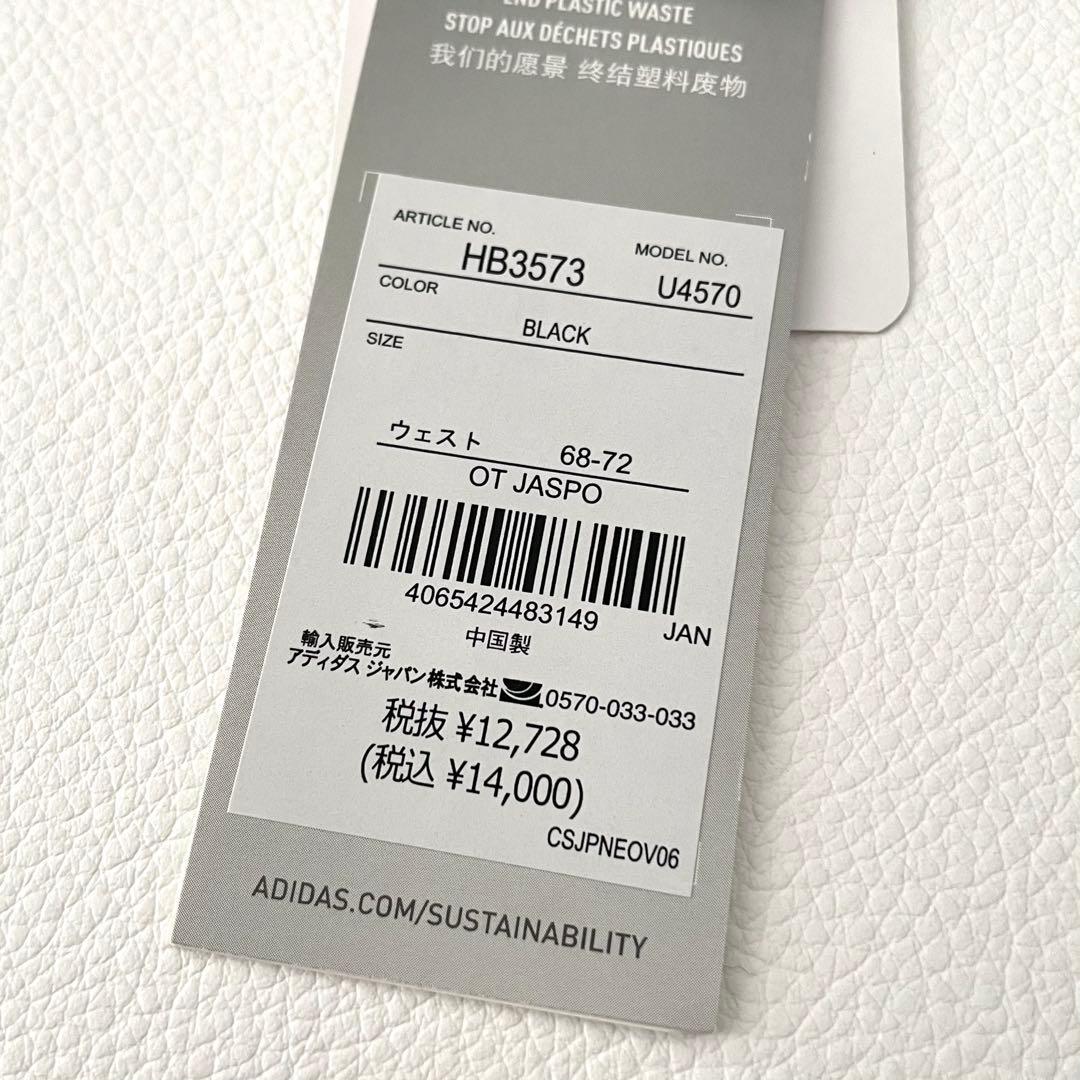 END PLASTIC WASTE
STOP AUX DÉCHETS PLASTIQUES
我们的愿景 终结塑料废物
ARTICLE NO.
HB3573
MODEL NO.
U4570
COLOR
BLACK
SIZE
ウェスト 68-72
OT JASPO
4065424483149
JAN
中国製
輸入販売元
アディダス ジャパン株式会社 0570-033-033
税抜 ¥12,728
(税込 ¥14,000)
CSJPNEOV06
ADIDAS.COM/SUSTAINABILITY